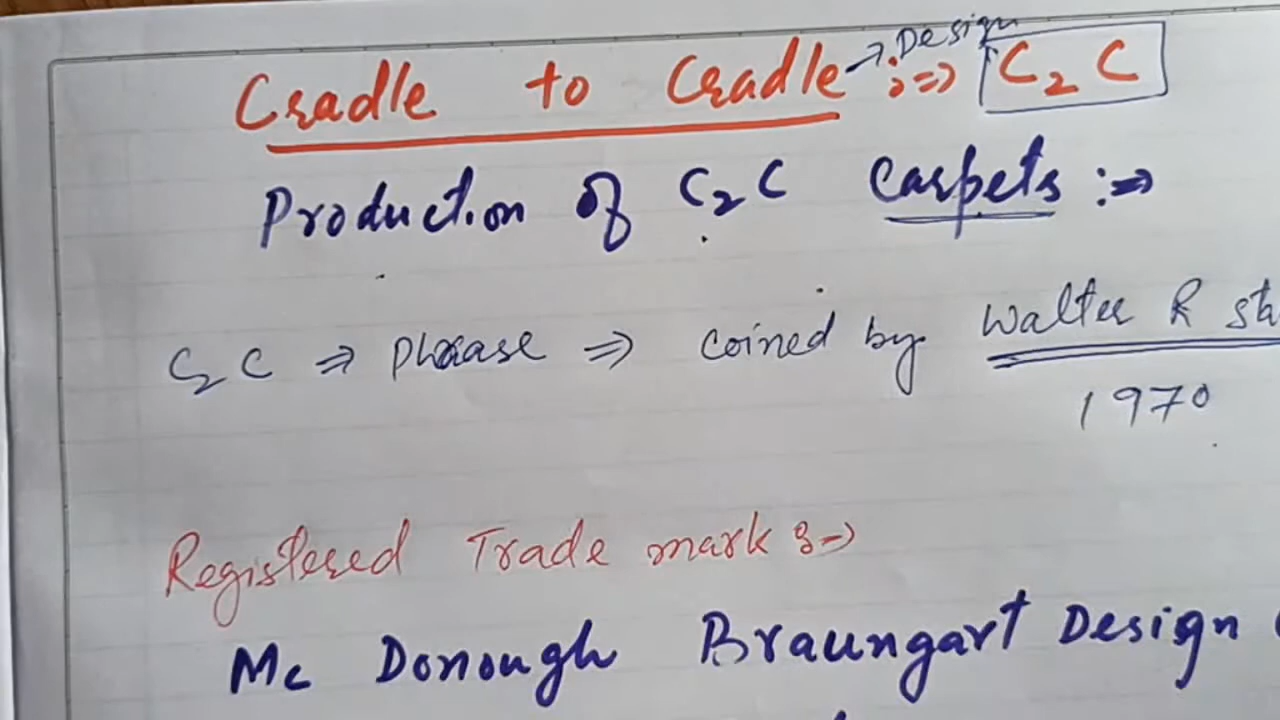 Cradle to Cradle → Design :⇒ C₂C
Production of C₂C Carpets :⇒
C₂C ⇒ Phrase ⇒ coined by Walter R
1970
Registered Trade mark :⇒
Mc Donough Braungart Design